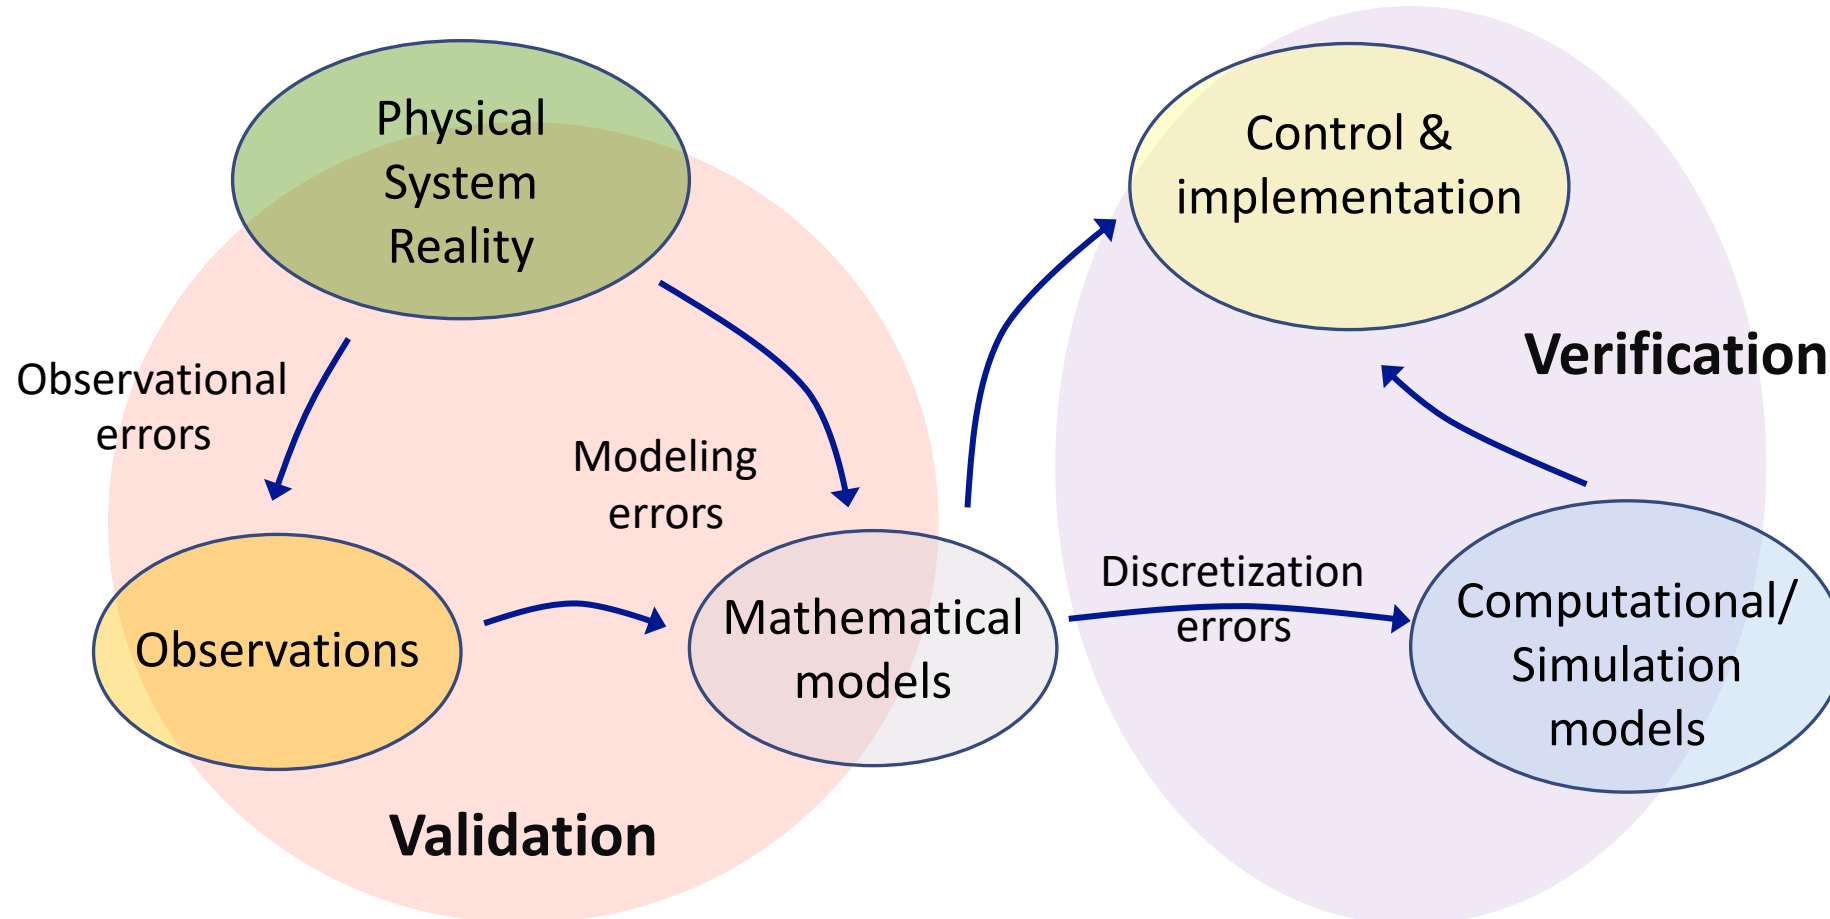 Physical
System
Reality
Control &
implementation
Verification
Observational
errors
Modeling
errors
Discretization
errors
Observations
Mathematical
models
Computational/
Simulation
models
Validation